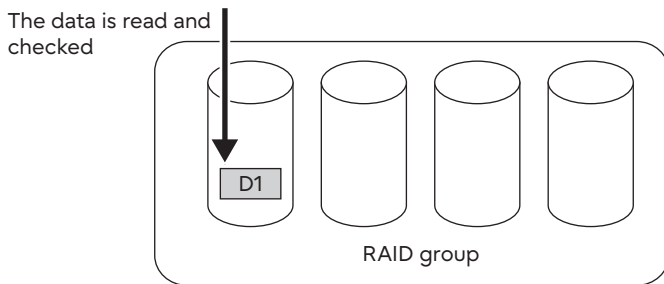 The data is read and
checked
D1
RAID group